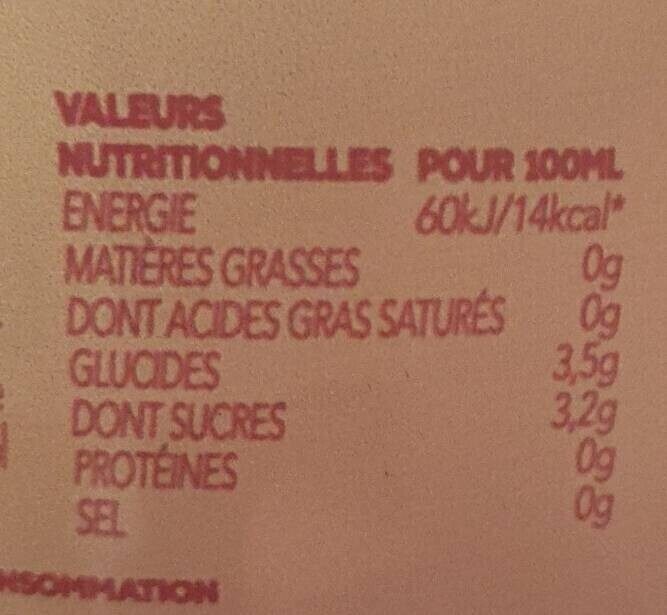 VALEURS
NUTRITIONNELLES POUR 100ML
ENERGIE 60kJ/14kcal*
MATIÈRES GRASSES 0g
DONT ACIDES GRAS SATURÉS 0g
GLUCIDES 3,5g
DONT SUCRES 3,2g
PROTÉINES 0g
SEL 0g
NSOMMATION